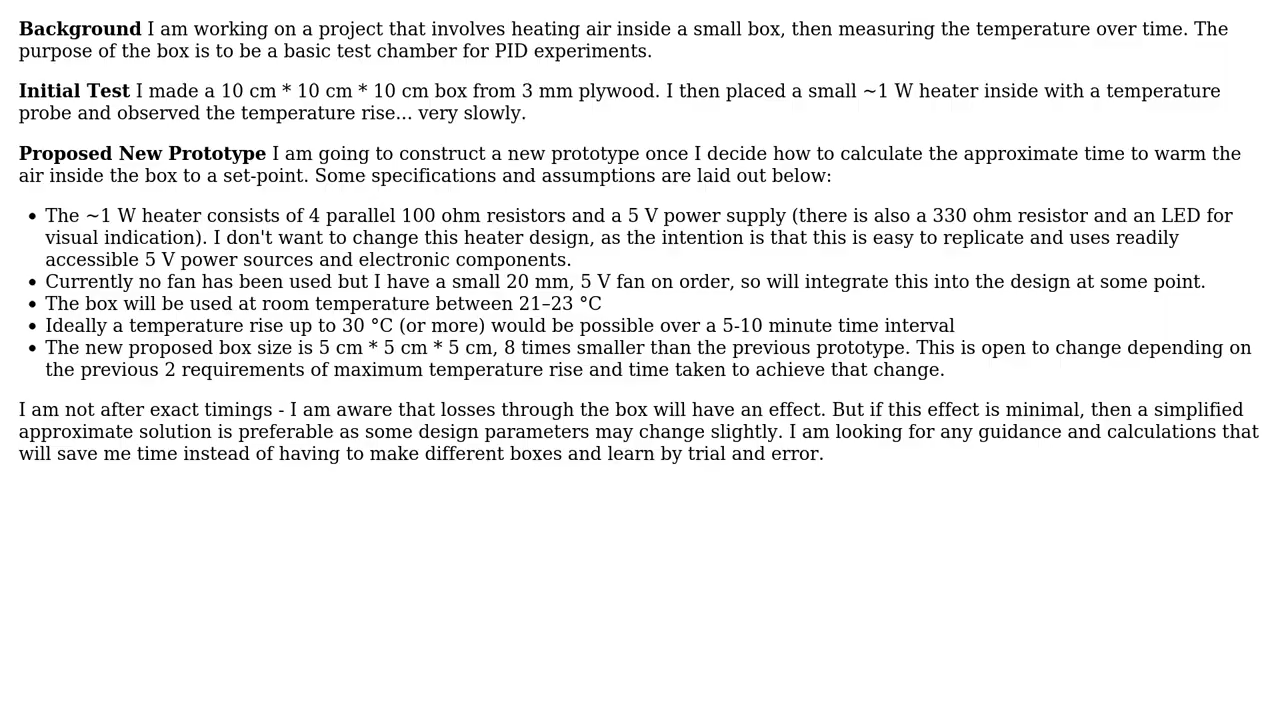 Background I am working on a project that involves heating air inside a small box, then measuring the temperature over time. The
purpose of the box is to be a basic test chamber for PID experiments.
Initial Test I made a 10 cm * 10 cm * 10 cm box from 3 mm plywood. I then placed a small ~1 W heater inside with a temperature
probe and observed the temperature rise... very slowly.
Proposed New Prototype I am going to construct a new prototype once I decide how to calculate the approximate time to warm the
air inside the box to a set-point. Some specifications and assumptions are laid out below:
• The ~1 W heater consists of 4 parallel 100 ohm resistors and a 5 V power supply (there is also a 330 ohm resistor and an LED for
visual indication). I don't want to change this heater design, as the intention is that this is easy to replicate and uses readily
accessible 5 V power sources and electronic components.
• Currently no fan has been used but I have a small 20 mm, 5 V fan on order, so will integrate this into the design at some point.
• The box will be used at room temperature between 21–23 °C
• Ideally a temperature rise up to 30 °C (or more) would be possible over a 5-10 minute time interval
• The new proposed box size is 5 cm * 5 cm * 5 cm, 8 times smaller than the previous prototype. This is open to change depending on
the previous 2 requirements of maximum temperature rise and time taken to achieve that change.
I am not after exact timings - I am aware that losses through the box will have an effect. But if this effect is minimal, then a simplified
approximate solution is preferable as some design parameters may change slightly. I am looking for any guidance and calculations that
will save me time instead of having to make different boxes and learn by trial and error.